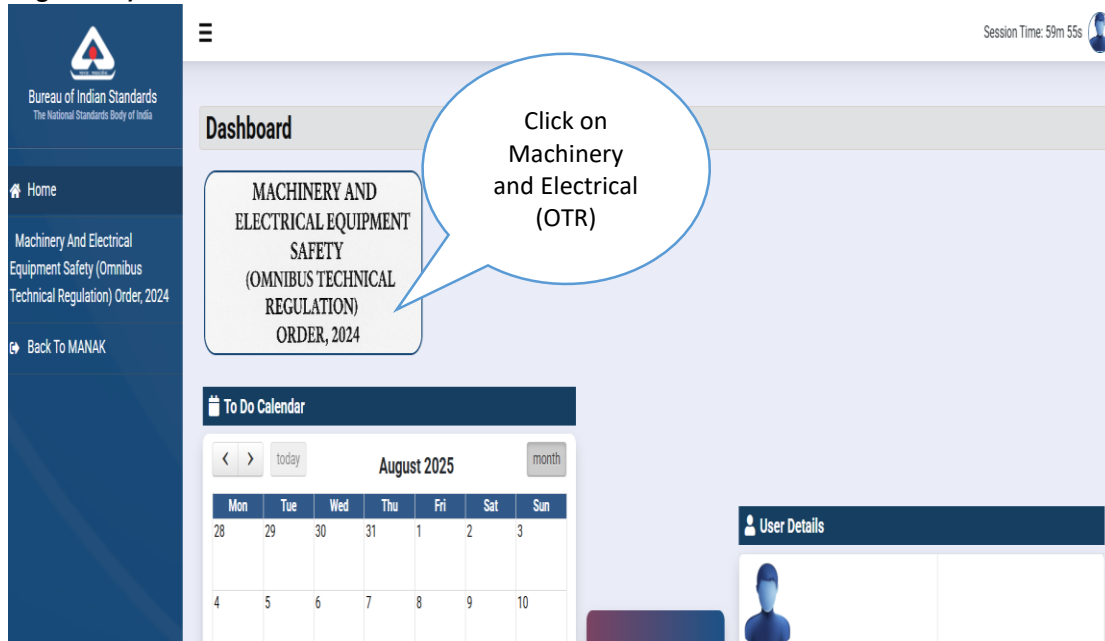 Session Time: 59m 55s
Bureau of Indian Standards
The National Standards Body of India
Home
Machinery And Electrical
Equipment Safety (Omnibus
Technical Regulation) Order, 2024
Back To MANAK
Dashboard
MACHINERY AND
ELECTRICAL EQUIPMENT
SAFETY
(OMNIBUS TECHNICAL
REGULATION)
ORDER, 2024
Click on
Machinery
and Electrical
(OTR)
To Do Calendar
today
August 2025
month
Mon Tue Wed Thu Fri Sat Sun
28 29 30 31 1 2 3
4 5 6 7 8 9 10
User Details